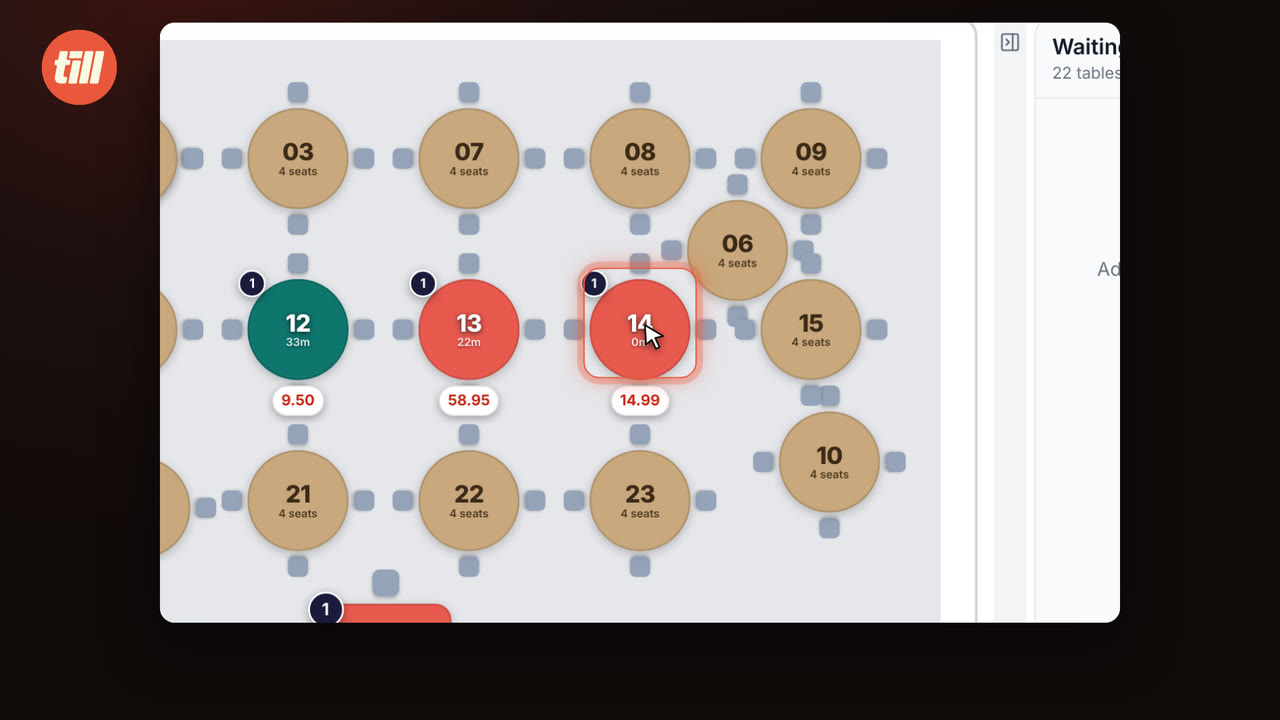 till
Waiting
22 tables
Ad
03
4 seats
07
4 seats
08
4 seats
09
4 seats
06
4 seats
1
12
33m
9.50
1
13
22m
58.95
1
14
14.99
15
4 seats
10
4 seats
21
4 seats
22
4 seats
23
4 seats
1